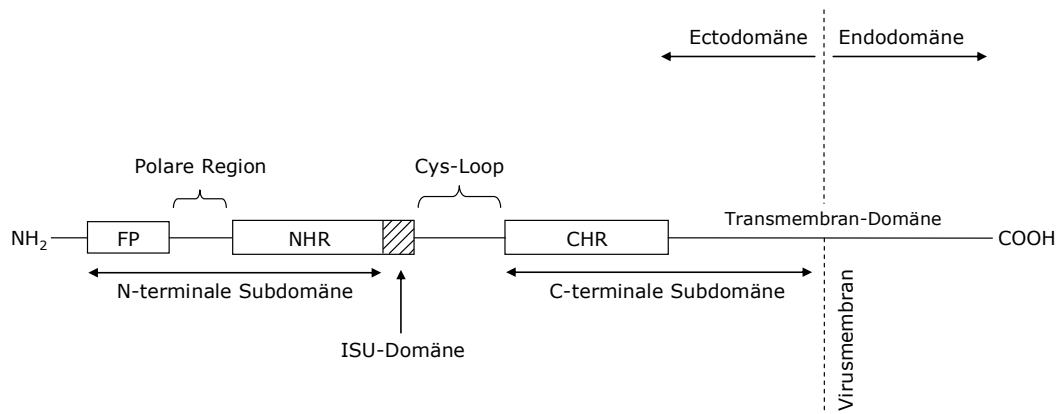 Ectodomäne Endodomäne
Polare Region Cys-Loop
Transmembran-Domäne
NH₂ FP NHR CHR COOH
N-terminale Subdomäne C-terminale Subdomäne
ISU-Domäne
Virusmembran